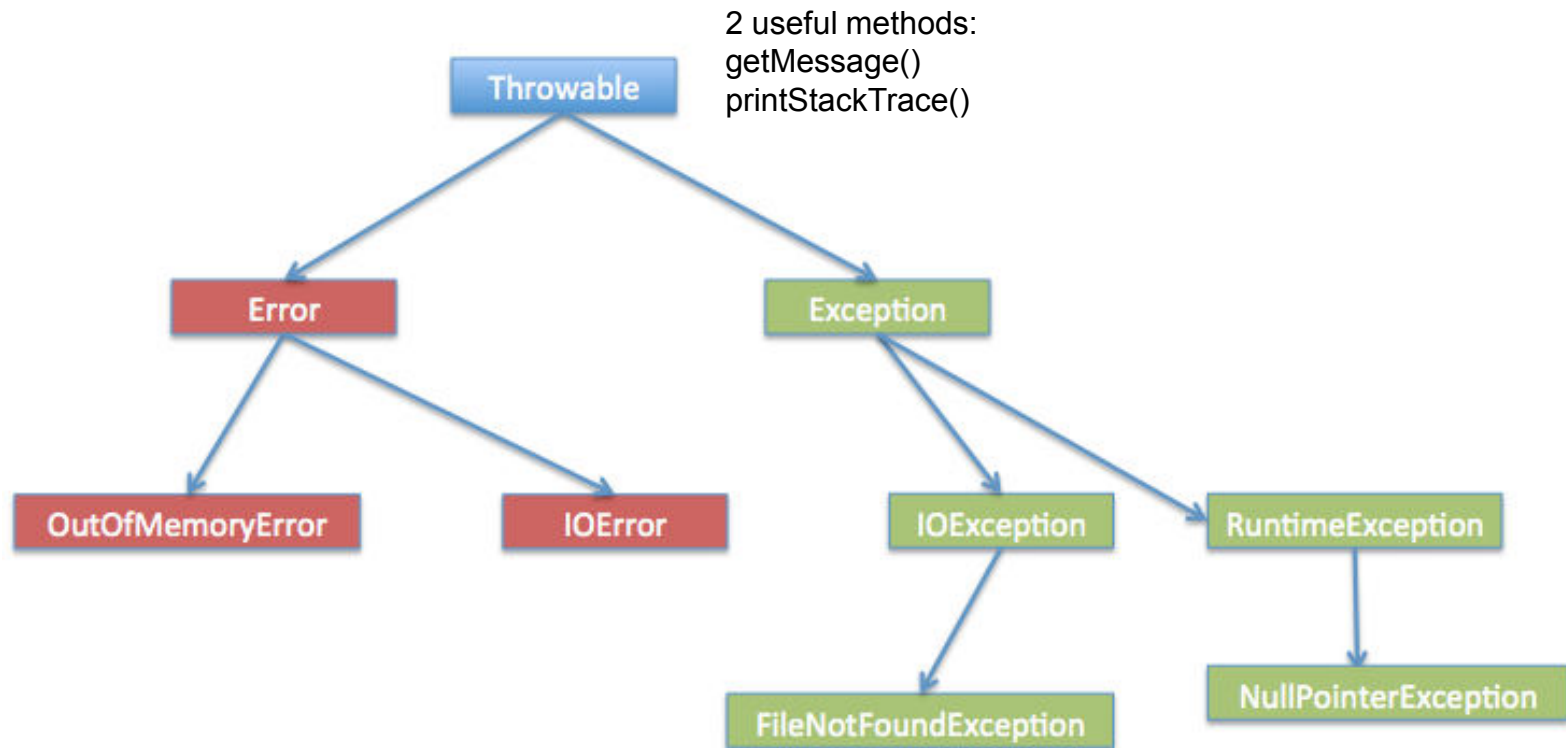 2 useful methods:
getMessage()
printStackTrace()
Throwable
Error
Exception
OutOfMemoryError
IOError
IOException
RuntimeException
FileNotFoundException
NullPointerException